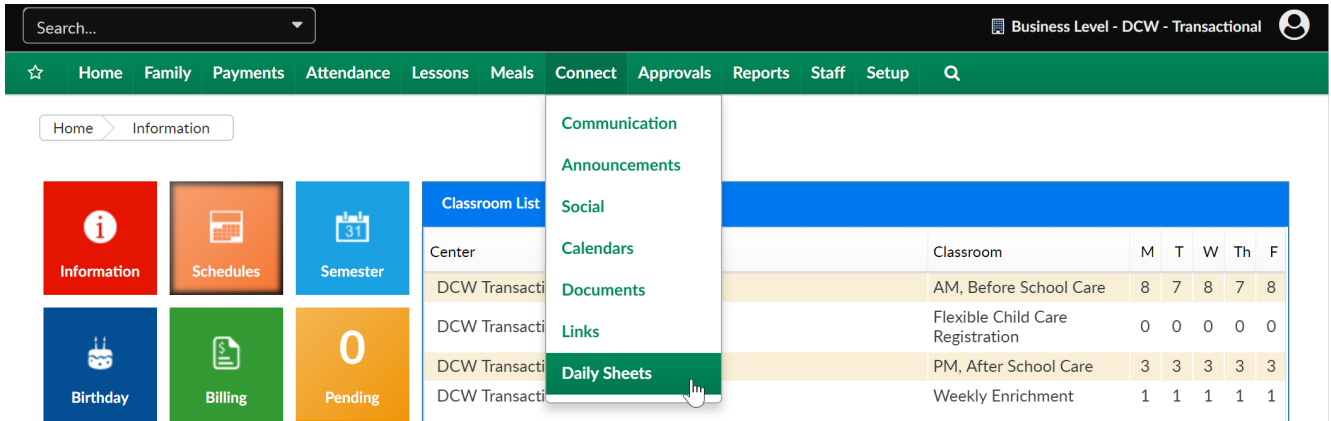 Search...
Business Level - DCW - Transactional
Home Family Payments Attendance Lessons Meals Connect Approvals Reports Staff Setup
Home Information
Communication
Announcements
Social
Calendars
Documents
Links
Daily Sheets
Information Schedules 31 Semester
Birthday $ Billing 0 Pending
Classroom List
Center Classroom M T W Th F
DCW Transacti AM, Before School Care 8 7 8 7 8
DCW Transacti Flexible Child Care Registration 0 0 0 0 0
DCW Transacti PM, After School Care 3 3 3 3 3
DCW Transacti Weekly Enrichment 1 1 1 1 1